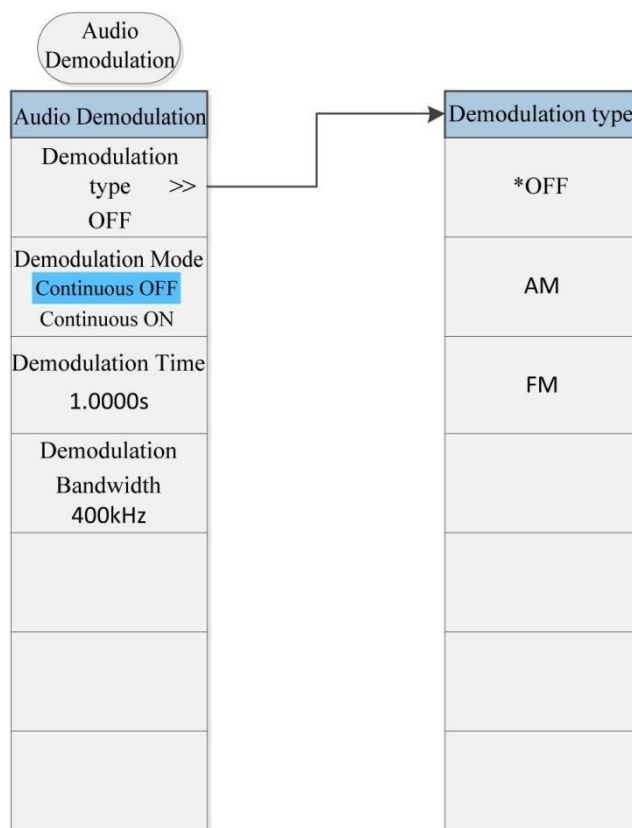 Audio
Demodulation
Audio Demodulation
Demodulation
type >>
OFF
Demodulation Mode
Continuous OFF
Continuous ON
Demodulation Time
1.0000s
Demodulation
Bandwidth
400kHz
Demodulation type
*OFF
AM
FM